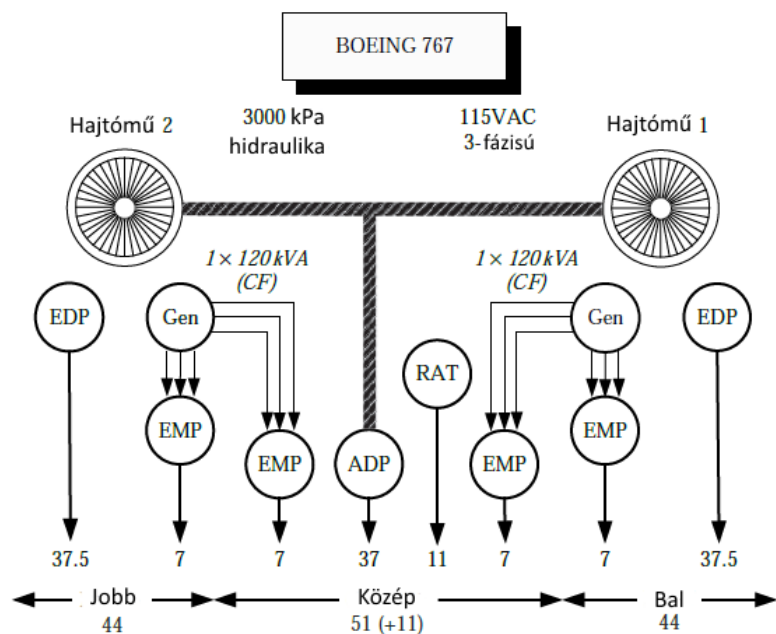 BOEING 767
Hajtómű 2
3000 kPa
hidraulika
115VAC
3-fázisú
Hajtómű 1
1 × 120 kVA
(CF)
1 × 120 kVA
(CF)
EDP
Gen
Gen
EDP
RAT
EMP
EMP
EMP
ADP
EMP
37.5
7
7
37
11
7
7
37.5
Jobb
44
Közép
51 (+11)
Bal
44